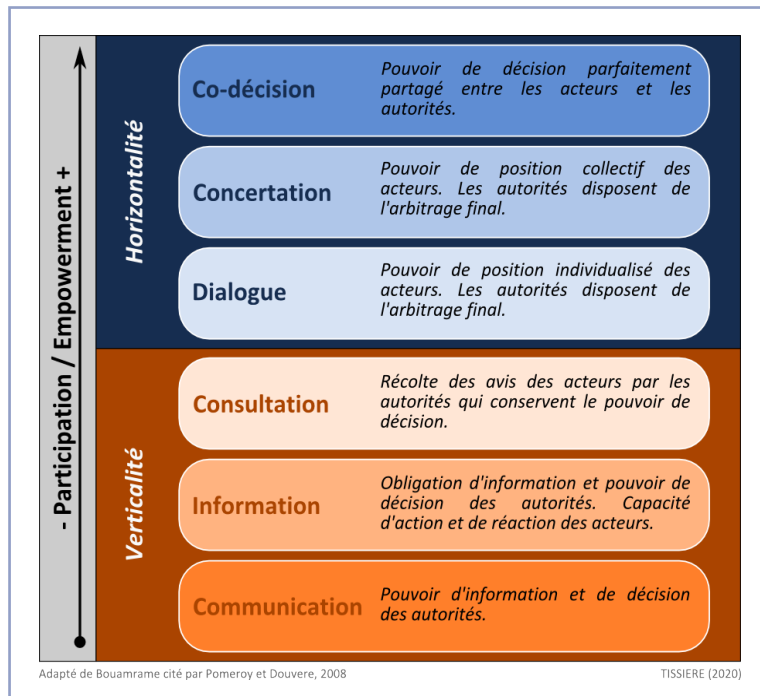 - Participation / Empowerment +
Horizontalité
Co-décision
Pouvoir de décision parfaitement
partagé entre les acteurs et les
autorités.
Concertation
Pouvoir de position collectif des
acteurs. Les autorités disposent de
l'arbitrage final.
Dialogue
Pouvoir de position individualisé des
acteurs. Les autorités disposent de
l'arbitrage final.
Verticalité
Consultation
Récolte des avis des acteurs par les
autorités qui conservent le pouvoir de
décision.
Information
Obligation d'information et pouvoir de
décision des autorités. Capacité
d'action et de réaction des acteurs.
Communication
Pouvoir d'information et de décision
des autorités.
Adapté de Bouamrame cité par Pomeroy et Douvere, 2008
TISSIERE (2020)